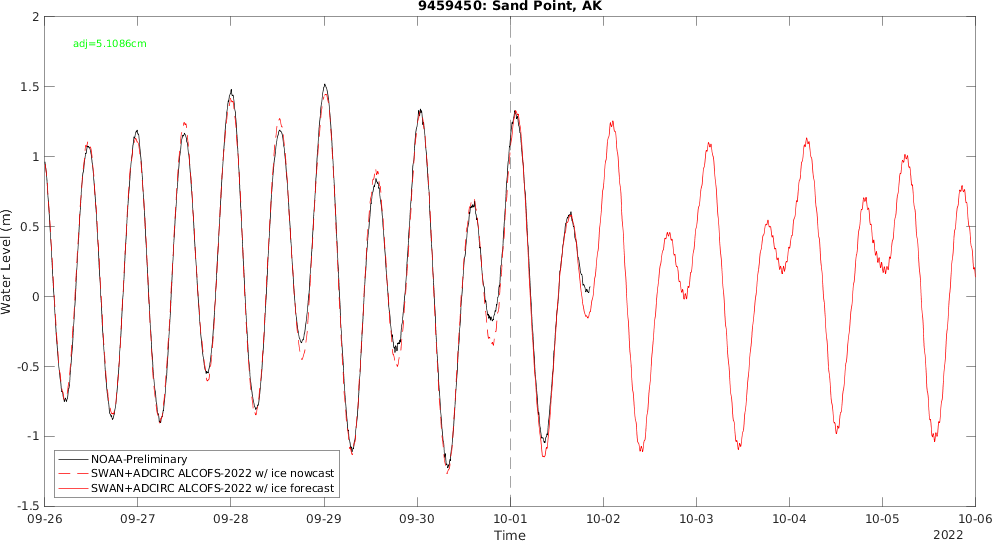 9459450: Sand Point, AK
adj=5.1086cm
Water Level (m)
2
1.5
1
0.5
0
-0.5
-1
-1.5
NOAA-Preliminary
SWAN+ADCIRC ALCOFS-2022 w/ ice nowcast
SWAN+ADCIRC ALCOFS-2022 w/ ice forecast
09-26 09-27 09-28 09-29 09-30 10-01 10-02 10-03 10-04 10-05 10-06
Time
2022